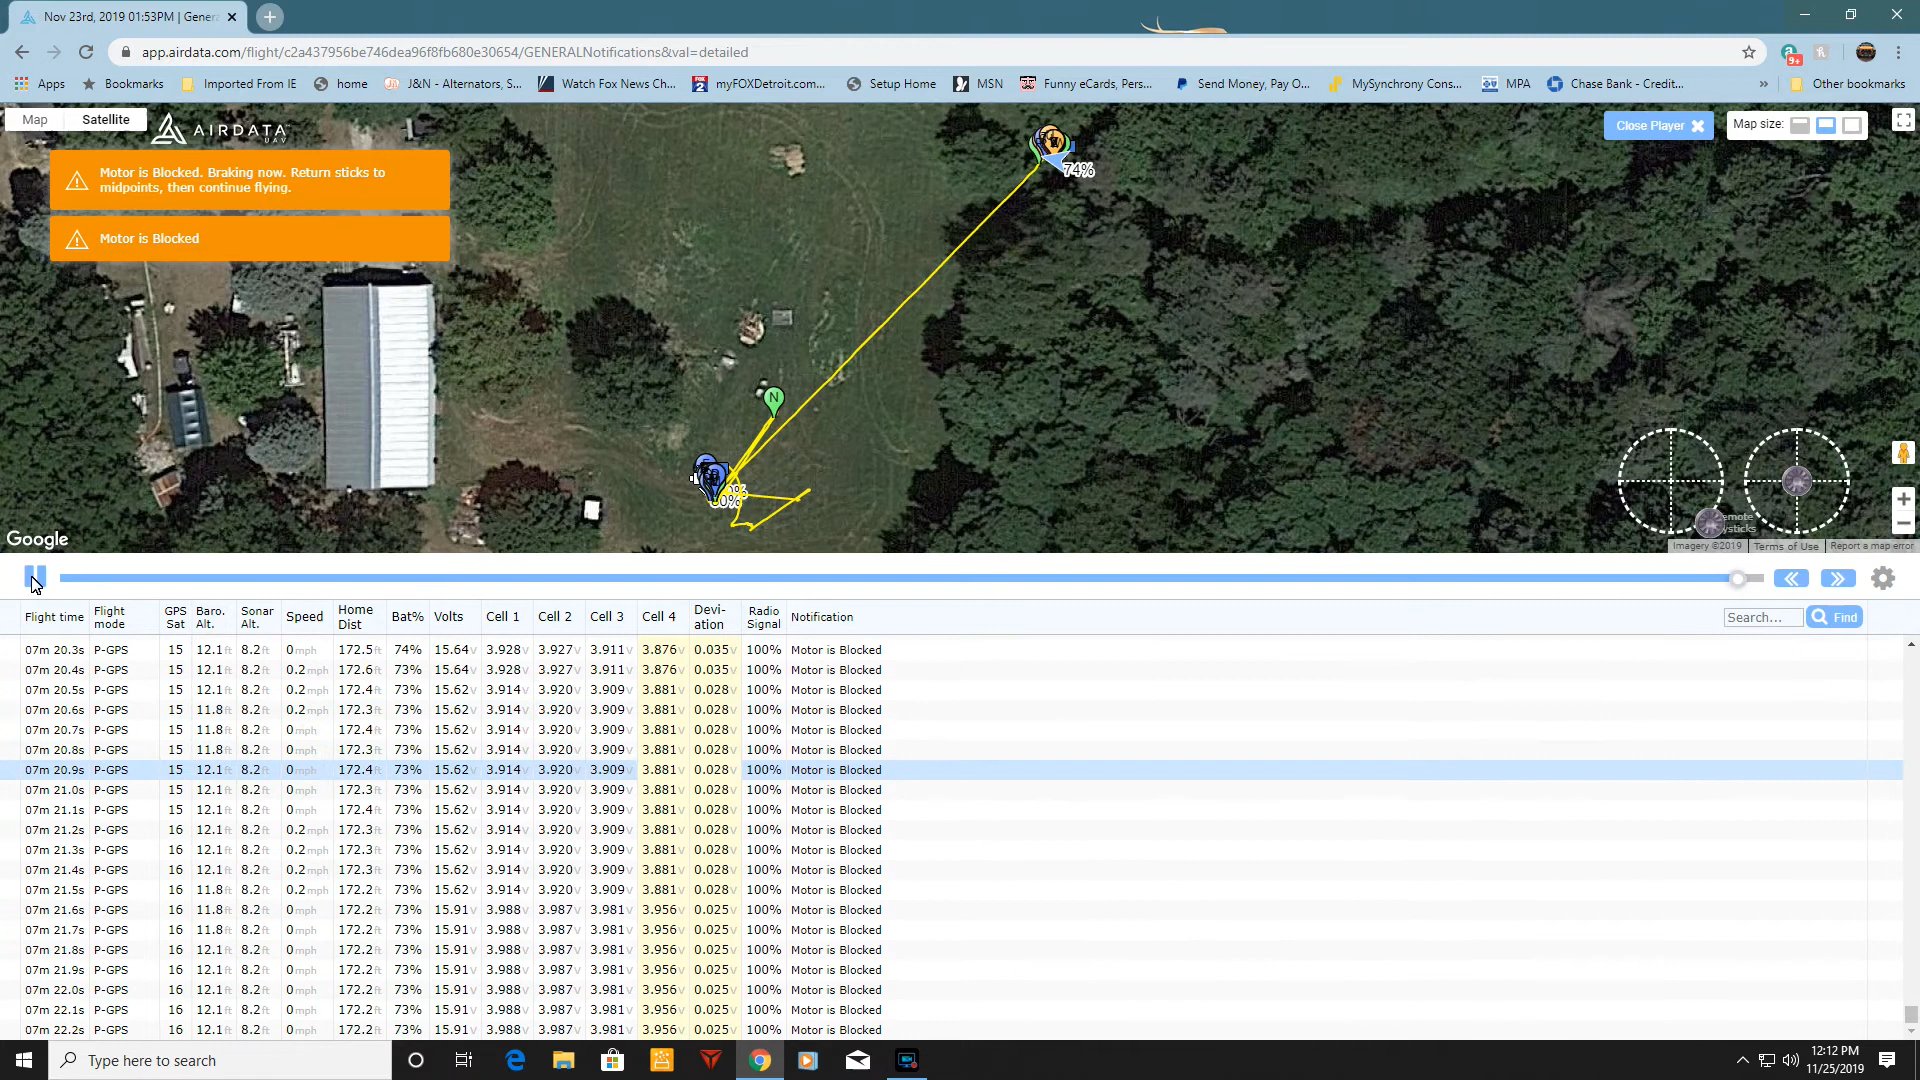 Nov 23rd, 2019 01:53PM | Gener
app.airdata.com/flight/c2a437956be746dea96f8fb680e30654/GENERALNotifications&val=detailed
9+
Apps Bookmarks Imported From IE home J&N - Alternators, S... Watch Fox News Ch... myFOXDetroit.com... Setup Home MSN Funny eCards, Pers... Send Money, Pay O... MySynchrony Cons... MPA Chase Bank - Credit... » Other bookmarks
Map Satellite
AIRDATA
UAV
Close Player
Map size:
Motor is Blocked. Braking now. Return sticks to
midpoints, then continue flying.
Motor is Blocked
74%
N
Google
Imagery ©2019 Terms of Use Report a map error
Flight time Flight mode GPS Sat Baro. Alt. Sonar Alt. Speed Home Dist Bat% Volts Cell 1 Cell 2 Cell 3 Cell 4 Devi-ation Radio Signal Notification Search... Find
07m 20.3s P-GPS 15 12.1ft 8.2ft 0mph 172.5ft 74% 15.64V 3.928V 3.927V 3.911V 3.876V 0.035V 100% Motor is Blocked
07m 20.4s P-GPS 15 12.1ft 8.2ft 0.2mph 172.6ft 73% 15.64V 3.928V 3.927V 3.911V 3.876V 0.035V 100% Motor is Blocked
07m 20.5s P-GPS 15 12.1ft 8.2ft 0.2mph 172.4ft 73% 15.62V 3.914V 3.920V 3.909V 3.881V 0.028V 100% Motor is Blocked
07m 20.6s P-GPS 15 11.8ft 8.2ft 0.2mph 172.3ft 73% 15.62V 3.914V 3.920V 3.909V 3.881V 0.028V 100% Motor is Blocked
07m 20.7s P-GPS 15 11.8ft 8.2ft 0mph 172.4ft 73% 15.62V 3.914V 3.920V 3.909V 3.881V 0.028V 100% Motor is Blocked
07m 20.8s P-GPS 15 11.8ft 8.2ft 0mph 172.3ft 73% 15.62V 3.914V 3.920V 3.909V 3.881V 0.028V 100% Motor is Blocked
07m 20.9s P-GPS 15 12.1ft 8.2ft 0mph 172.4ft 73% 15.62V 3.914V 3.920V 3.909V 3.881V 0.028V 100% Motor is Blocked
07m 21.0s P-GPS 15 12.1ft 8.2ft 0mph 172.3ft 73% 15.62V 3.914V 3.920V 3.909V 3.881V 0.028V 100% Motor is Blocked
07m 21.1s P-GPS 15 12.1ft 8.2ft 0mph 172.4ft 73% 15.62V 3.914V 3.920V 3.909V 3.881V 0.028V 100% Motor is Blocked
07m 21.2s P-GPS 16 12.1ft 8.2ft 0.2mph 172.3ft 73% 15.62V 3.914V 3.920V 3.909V 3.881V 0.028V 100% Motor is Blocked
07m 21.3s P-GPS 16 12.1ft 8.2ft 0.2mph 172.2ft 73% 15.62V 3.914V 3.920V 3.909V 3.881V 0.028V 100% Motor is Blocked
07m 21.4s P-GPS 16 12.1ft 8.2ft 0.2mph 172.3ft 73% 15.62V 3.914V 3.920V 3.909V 3.881V 0.028V 100% Motor is Blocked
07m 21.5s P-GPS 16 11.8ft 8.2ft 0.2mph 172.2ft 73% 15.62V 3.914V 3.920V 3.909V 3.881V 0.028V 100% Motor is Blocked
07m 21.6s P-GPS 16 11.8ft 8.2ft 0mph 172.2ft 73% 15.91V 3.988V 3.987V 3.981V 3.956V 0.025V 100% Motor is Blocked
07m 21.7s P-GPS 16 11.8ft 8.2ft 0mph 172.2ft 73% 15.91V 3.988V 3.987V 3.981V 3.956V 0.025V 100% Motor is Blocked
07m 21.8s P-GPS 16 12.1ft 8.2ft 0mph 172.2ft 73% 15.91V 3.988V 3.987V 3.981V 3.956V 0.025V 100% Motor is Blocked
07m 21.9s P-GPS 16 12.1ft 8.2ft 0mph 172.2ft 73% 15.91V 3.988V 3.987V 3.981V 3.956V 0.025V 100% Motor is Blocked
07m 22.0s P-GPS 16 12.1ft 8.2ft 0mph 172.2ft 73% 15.91V 3.988V 3.987V 3.981V 3.956V 0.025V 100% Motor is Blocked
07m 22.1s P-GPS 16 12.1ft 8.2ft 0mph 172.2ft 73% 15.91V 3.988V 3.987V 3.981V 3.956V 0.025V 100% Motor is Blocked
07m 22.2s P-GPS 16 12.1ft 8.2ft 0mph 172.2ft 73% 15.91V 3.988V 3.987V 3.981V 3.956V 0.025V 100% Motor is Blocked
Type here to search
12:12 PM
11/25/2019